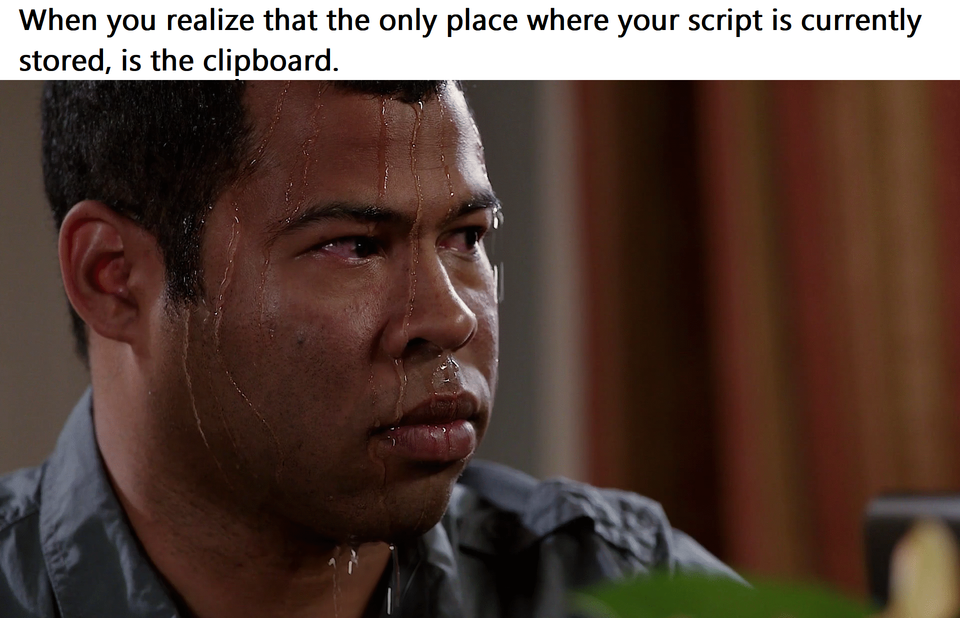 When you realize that the only place where your script is currently
stored, is the clipboard.